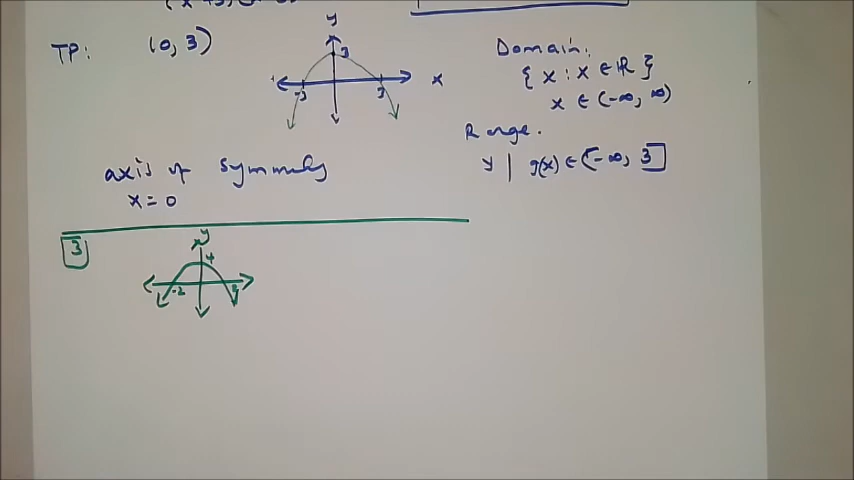 TP: (0, 3)
y
3
-3 3 x
Domain:
{ x : x ∈ ℝ }
x ∈ (-∞, ∞)
Range.
y | g(x) ∈ (-∞, 3]
axis of symmetry
x = 0
3
y
4
-2 2